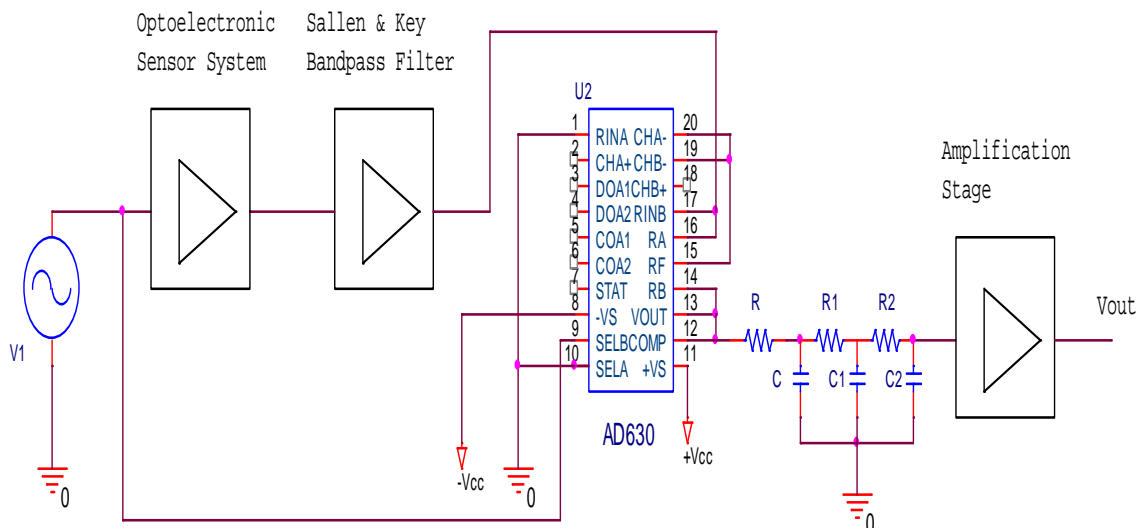 Optoelectronic
Sensor System
Sallen & Key
Bandpass Filter
U2
1 RINA CHA- 20
2 CHA+ CHB- 19
3 DOA1 CHB+ 18
4 DOA2 RINB 17
5 COA1 RA 16
6 COA2 RF 15
7 STAT RB 14
8 -VS VOUT 13
9 SELB COMP 12
10 SELA +VS 11
AD630
Amplification
Stage
V1
R R1 R2
C C1 C2
Vout
-Vcc
+Vcc
0
0
0